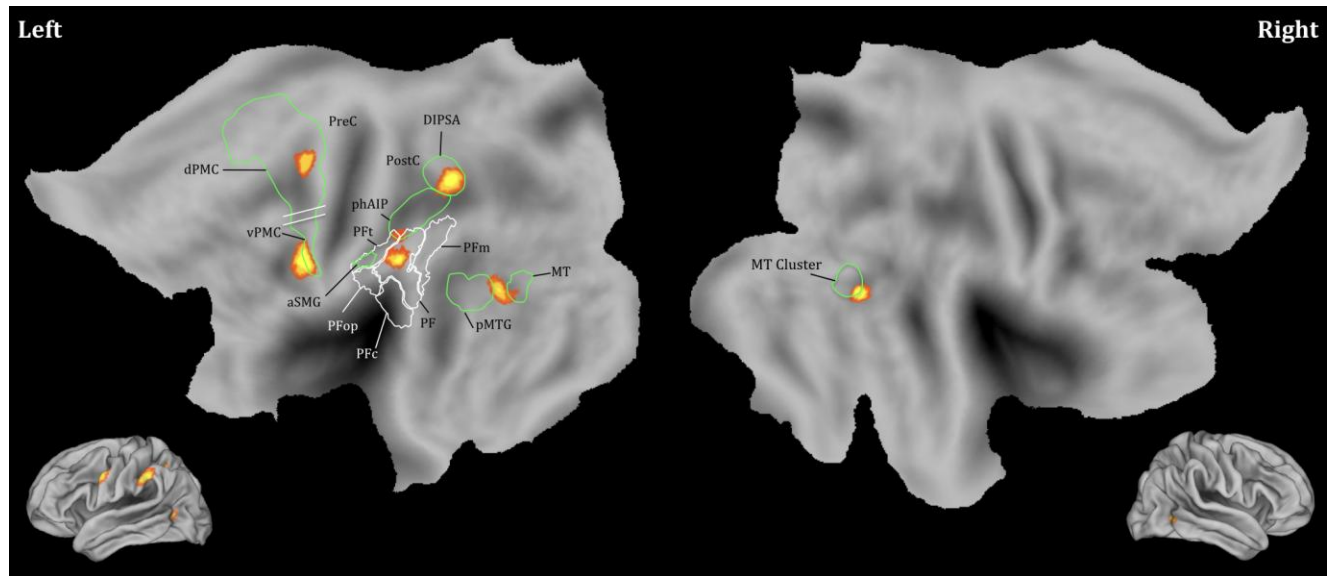 Left
Right
PreC
DIPSA
dPMC
PostC
phAIP
vPMC
PFt
PFm
MT Cluster
MT
aSMG
PFop
PF
pMTG
PFc